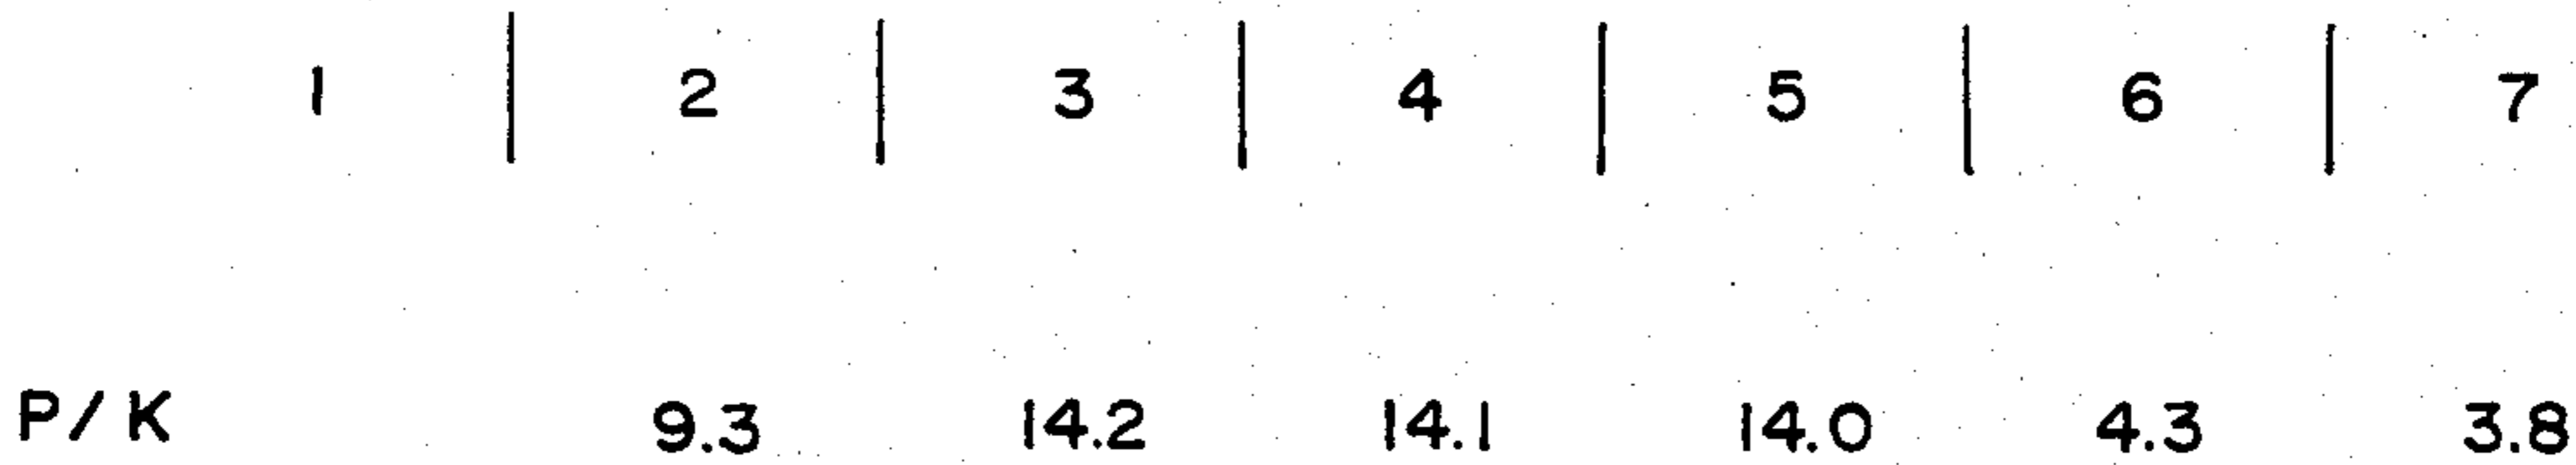 1 | 2 | 3 | 4 | 5 | 6 | 7
P/K 9.3 14.2 14.1 14.0 4.3 3.8